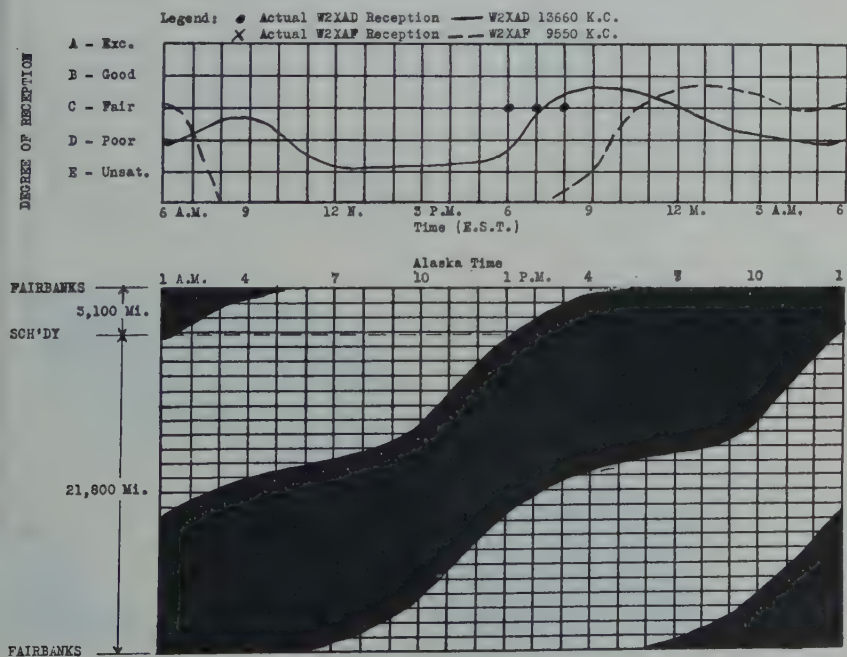 Legend: ● Actual W2XAD Reception — W2XAD 13660 K.C.
X Actual W2XAF Reception – – – W2XAF 9550 K.C.
DEGREE OF RECEPTION
A - Exc.
B - Good
C - Fair
D - Poor
E - Unsat.
6 A.M. 9 12 N. 3 P.M. 6 9 12 M. 3 A.M. 6
Time (E.S.T.)
Alaska Time
1 A.M. 4 7 10 1 P.M. 4 7 10 1
FAIRBANKS
3,100 Mi.
SCH'DY
21,800 Mi.
FAIRBANKS